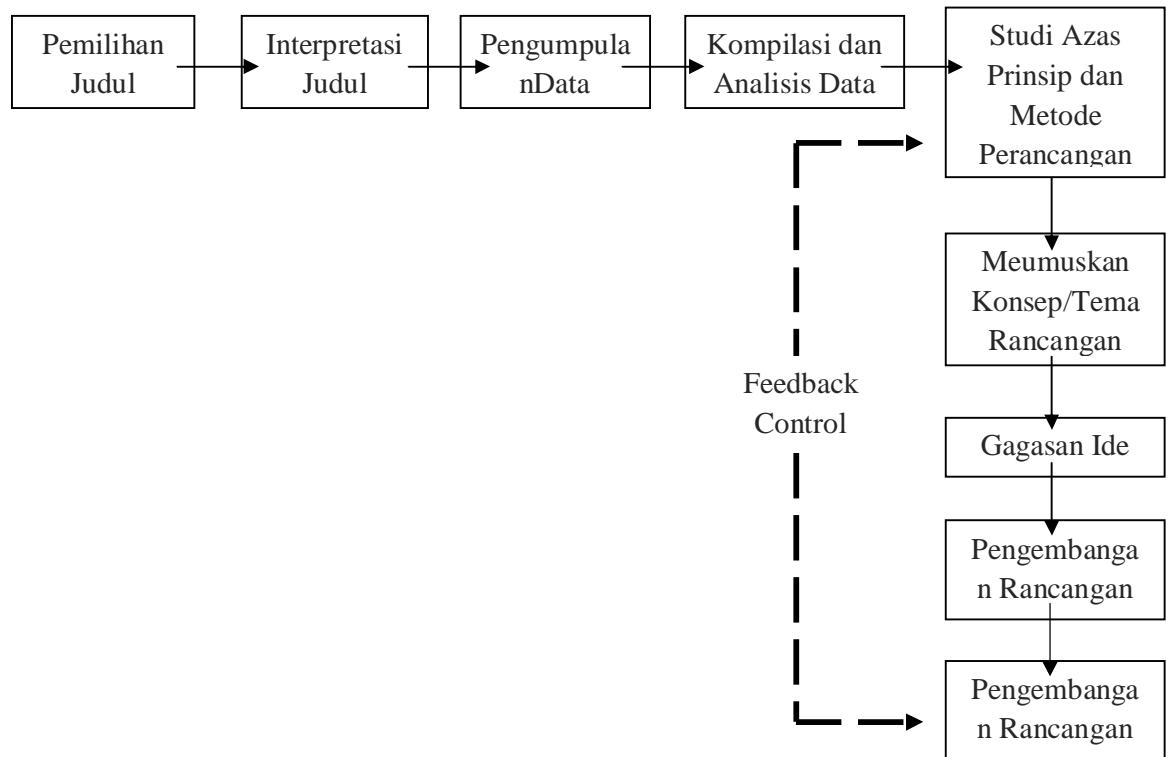 Pemilihan
Judul
Interpretasi
Judul
Pengumpula
nData
Kompilasi dan
Analisis Data
Studi Azas
Prinsip dan
Metode
Perancangan
Meumuskan
Konsep/Tema
Rancangan
Feedback
Control
Gagasan Ide
Pengembanga
n Rancangan
Pengembanga
n Rancangan